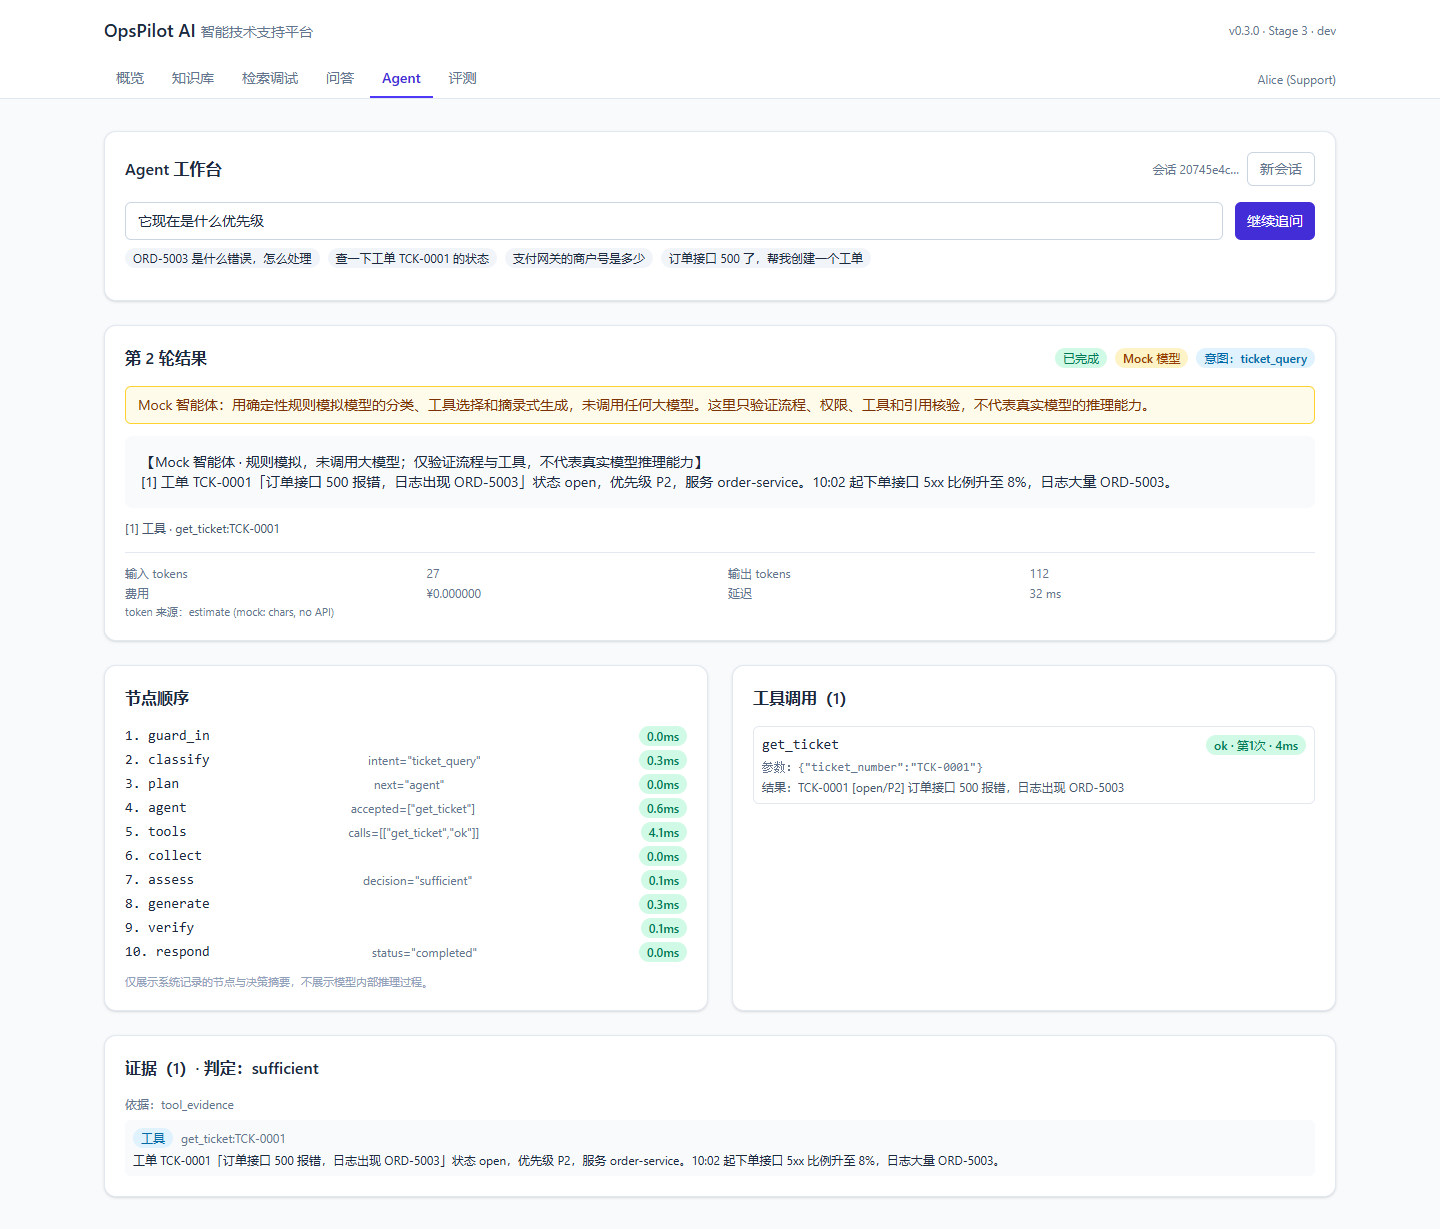 OpsPilot AI 智能技术支持平台
v0.3.0 · Stage 3 · dev
概览 知识库 检索调试 问答 Agent 评测
Alice (Support)
Agent 工作台
会话 20745e4c... 新会话
它现在是什么优先级 继续追问
ORD-5003 是什么错误，怎么处理 查一下工单 TCK-0001 的状态 支付网关的商户号是多少 订单接口 500 了，帮我创建一个工单
第 2 轮结果
已完成 Mock 模型 意图：ticket_query
Mock 智能体：用确定性规则模拟模型的分类、工具选择和摘录式生成，未调用任何大模型。这里只验证流程、权限、工具和引用核验，不代表真实模型的推理能力。
【Mock 智能体 · 规则模拟，未调用大模型；仅验证流程与工具，不代表真实模型推理能力】
[1] 工单 TCK-0001「订单接口 500 报错，日志出现 ORD-5003」状态 open，优先级 P2，服务 order-service。10:02 起下单接口 5xx 比例升至 8%，日志大量 ORD-5003。
[1] 工具 · get_ticket:TCK-0001
输入 tokens 27 输出 tokens 112
费用 ¥0.000000 延迟 32 ms
token 来源：estimate (mock: chars, no API)
节点顺序
1. guard_in 0.0ms
2. classify intent="ticket_query" 0.3ms
3. plan next="agent" 0.0ms
4. agent accepted=["get_ticket"] 0.6ms
5. tools calls=[["get_ticket","ok"]] 4.1ms
6. collect 0.0ms
7. assess decision="sufficient" 0.1ms
8. generate 0.3ms
9. verify 0.1ms
10. respond status="completed" 0.0ms
仅展示系统记录的节点与决策摘要，不展示模型内部推理过程。
工具调用（1）
get_ticket ok · 第1次 · 4ms
参数：{"ticket_number":"TCK-0001"}
结果：TCK-0001 [open/P2] 订单接口 500 报错，日志出现 ORD-5003
证据（1）· 判定：sufficient
依据：tool_evidence
工具 get_ticket:TCK-0001
工单 TCK-0001「订单接口 500 报错，日志出现 ORD-5003」状态 open，优先级 P2，服务 order-service。10:02 起下单接口 5xx 比例升至 8%，日志大量 ORD-5003。